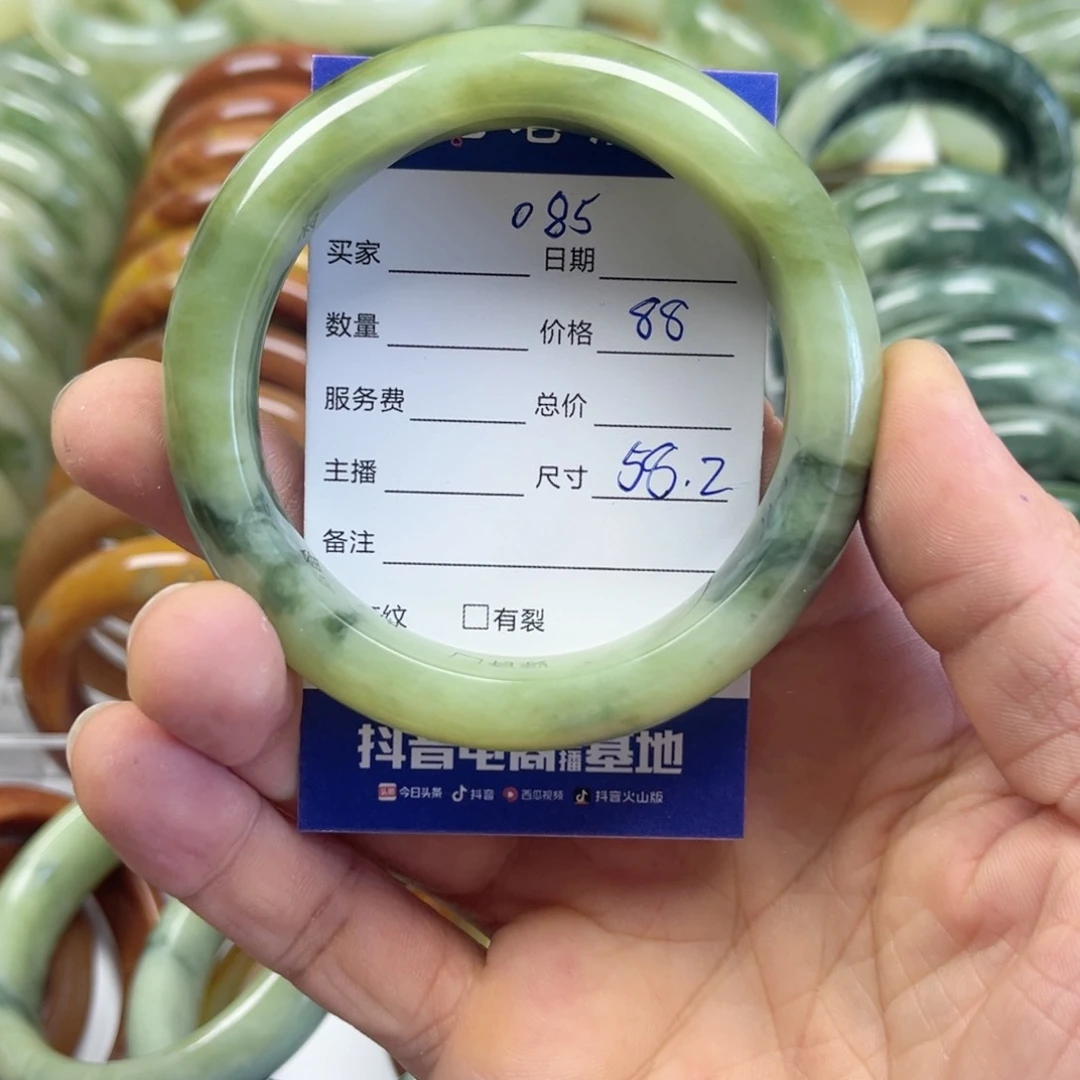 085
买家 日期
数量 价格 88
服务费 总价
主播 尺寸 58.2
备注
纹 □有裂
抖音电商播基地
今日头条 抖音 西瓜视频 抖音火山版